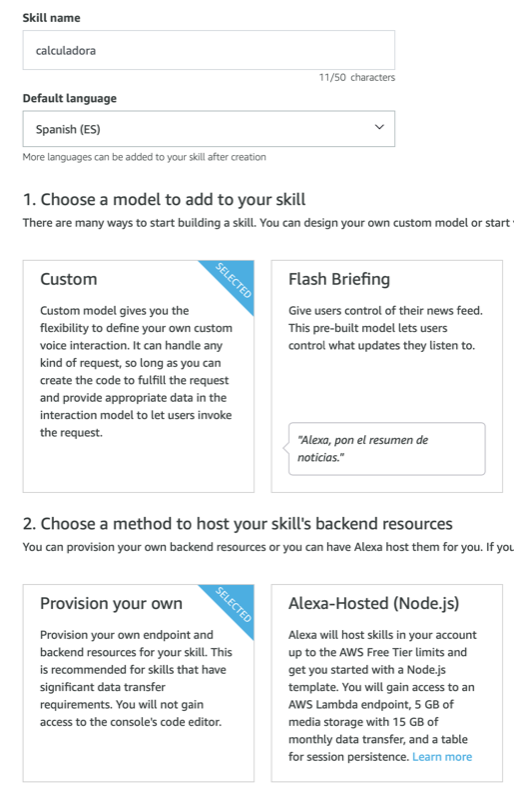 Skill name
calculadora
11/50 characters
Default language
Spanish (ES)
More languages can be added to your skill after creation
1. Choose a model to add to your skill
There are many ways to start building a skill. You can design your own custom model or start
Custom
SELECTED
Custom model gives you the
flexibility to define your own custom
voice interaction. It can handle any
kind of request, so long as you can
create the code to fulfill the request
and provide appropriate data in the
interaction model to let users invoke
the request.
Flash Briefing
Give users control of their news feed.
This pre-built model lets users
control what updates they listen to.
"Alexa, pon el resumen de
noticias."
2. Choose a method to host your skill's backend resources
You can provision your own backend resources or you can have Alexa host them for you. If you
Provision your own
SELECTED
Provision your own endpoint and
backend resources for your skill. This
is recommended for skills that have
significant data transfer
requirements. You will not gain
access to the console's code editor.
Alexa-Hosted (Node.js)
Alexa will host skills in your account
up to the AWS Free Tier limits and
get you started with a Node.js
template. You will gain access to an
AWS Lambda endpoint, 5 GB of
media storage with 15 GB of
monthly data transfer, and a table
for session persistence. Learn more